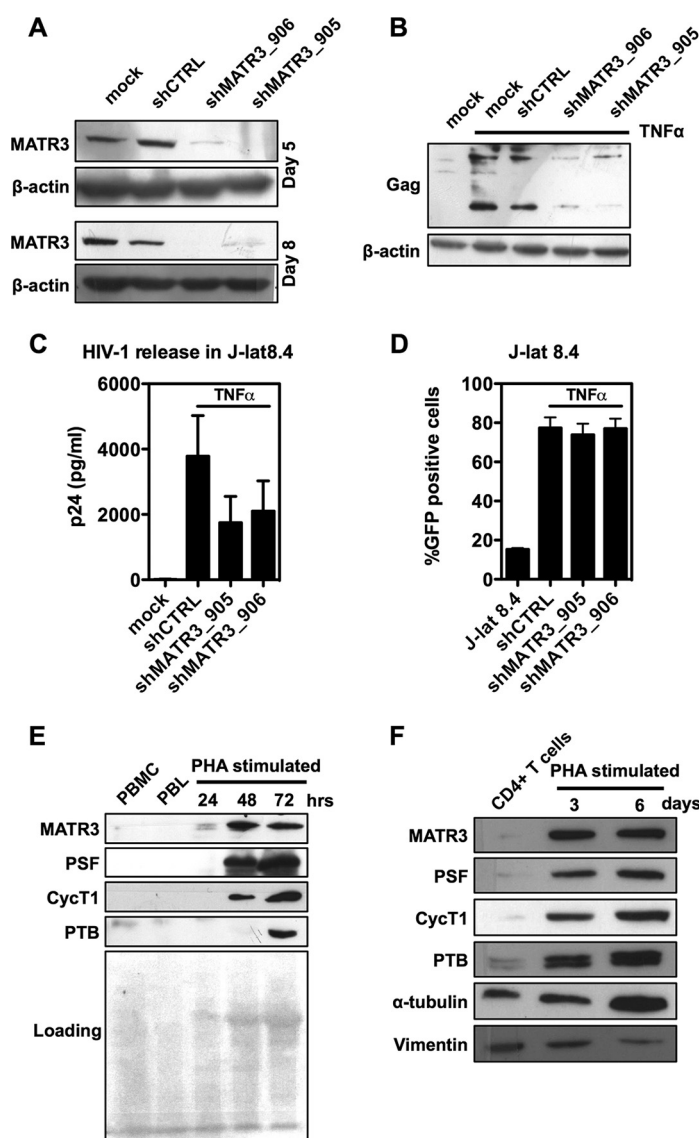 A
mock
shCTRL
shMATR3_906
shMATR3_905
MATR3
β-actin
Day 5
MATR3
β-actin
Day 8
B
mock
mock
shCTRL
shMATR3_906
shMATR3_905
TNFα
Gag
β-actin
C
HIV-1 release in J-lat8.4
TNFα
p24 (pg/ml)
6000
4000
2000
0
mock
shCTRL
shMATR3_905
shMATR3_906
D
J-lat 8.4
TNFα
%GFP positive cells
100
80
60
40
20
0
J-lat 8.4
shCTRL
shMATR3_905
shMATR3_906
E
PBMC
PBL
PHA stimulated
24 48 72 hrs
MATR3
PSF
CycT1
PTB
Loading
F
CD4+ T cells
PHA stimulated
3 6 days
MATR3
PSF
CycT1
PTB
α-tubulin
Vimentin